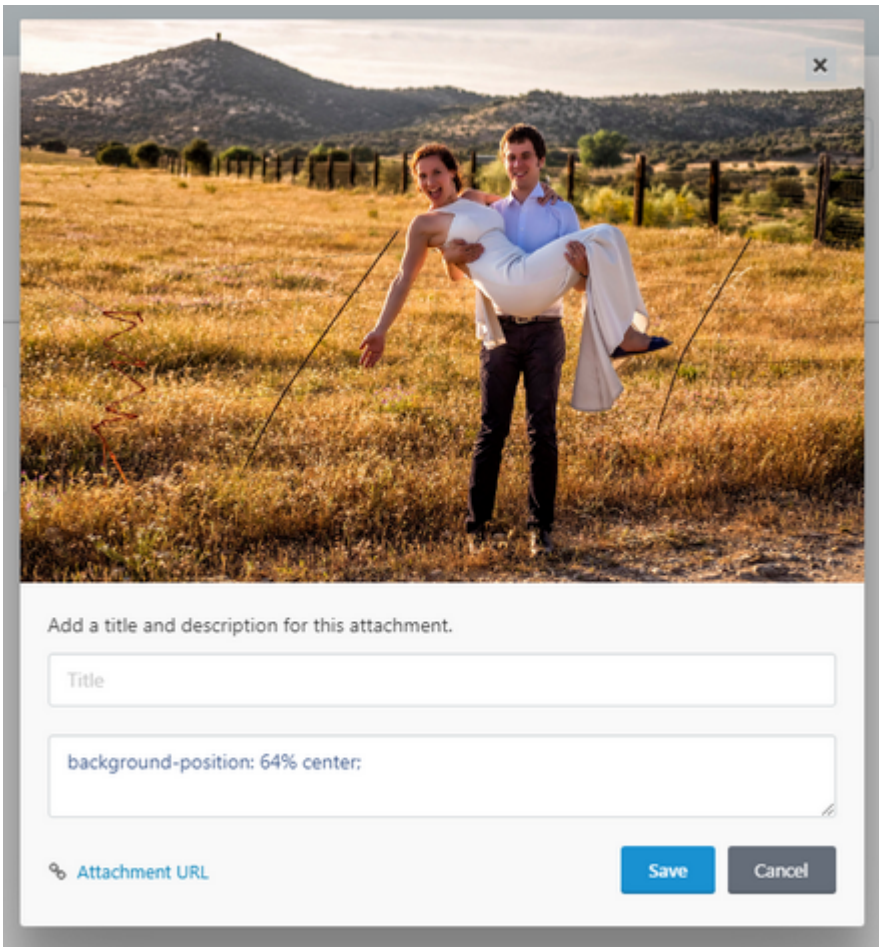 Add a title and description for this attachment.
Title
background-position: 64% center;
Attachment URL
Save
Cancel